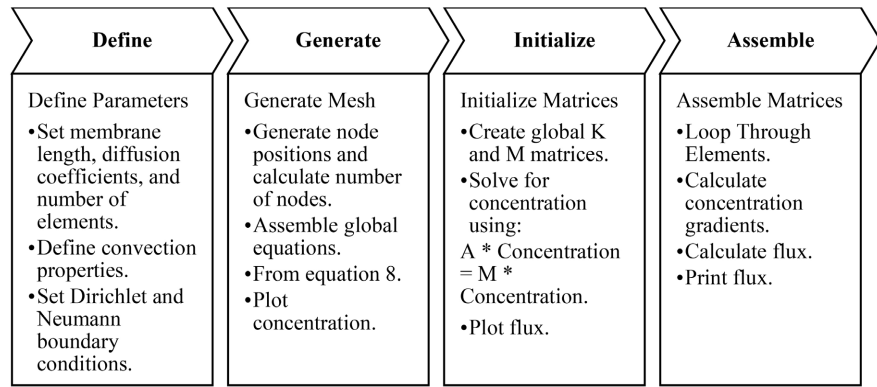 Define
Generate
Initialize
Assemble
Define Parameters
•Set membrane
length, diffusion
coefficients, and
number of
elements.
•Define convection
properties.
•Set Dirichlet and
Neumann
boundary
conditions.
Generate Mesh
•Generate node
positions and
calculate number
of nodes.
•Assemble global
equations.
•From equation 8.
•Plot
concentration.
Initialize Matrices
•Create global K
and M matrices.
•Solve for
concentration
using:
A * Concentration
= M *
Concentration.
•Plot flux.
Assemble Matrices
•Loop Through
Elements.
•Calculate
concentration
gradients.
•Calculate flux.
•Print flux.